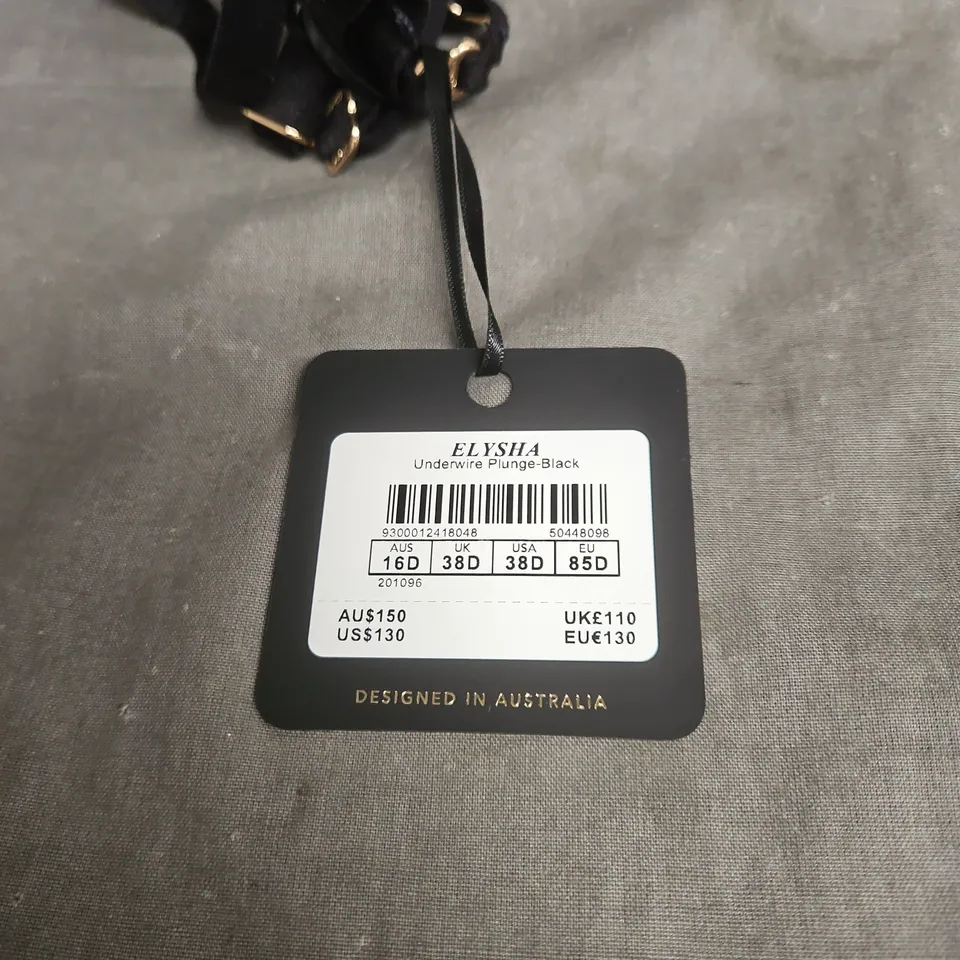 ELYSHA
Underwire Plunge-Black
9300012418048 50448098
AUS UK USA EU
16D 38D 38D 85D
201096
AU$150 UK£110
US$130 EU€130
DESIGNED IN AUSTRALIA